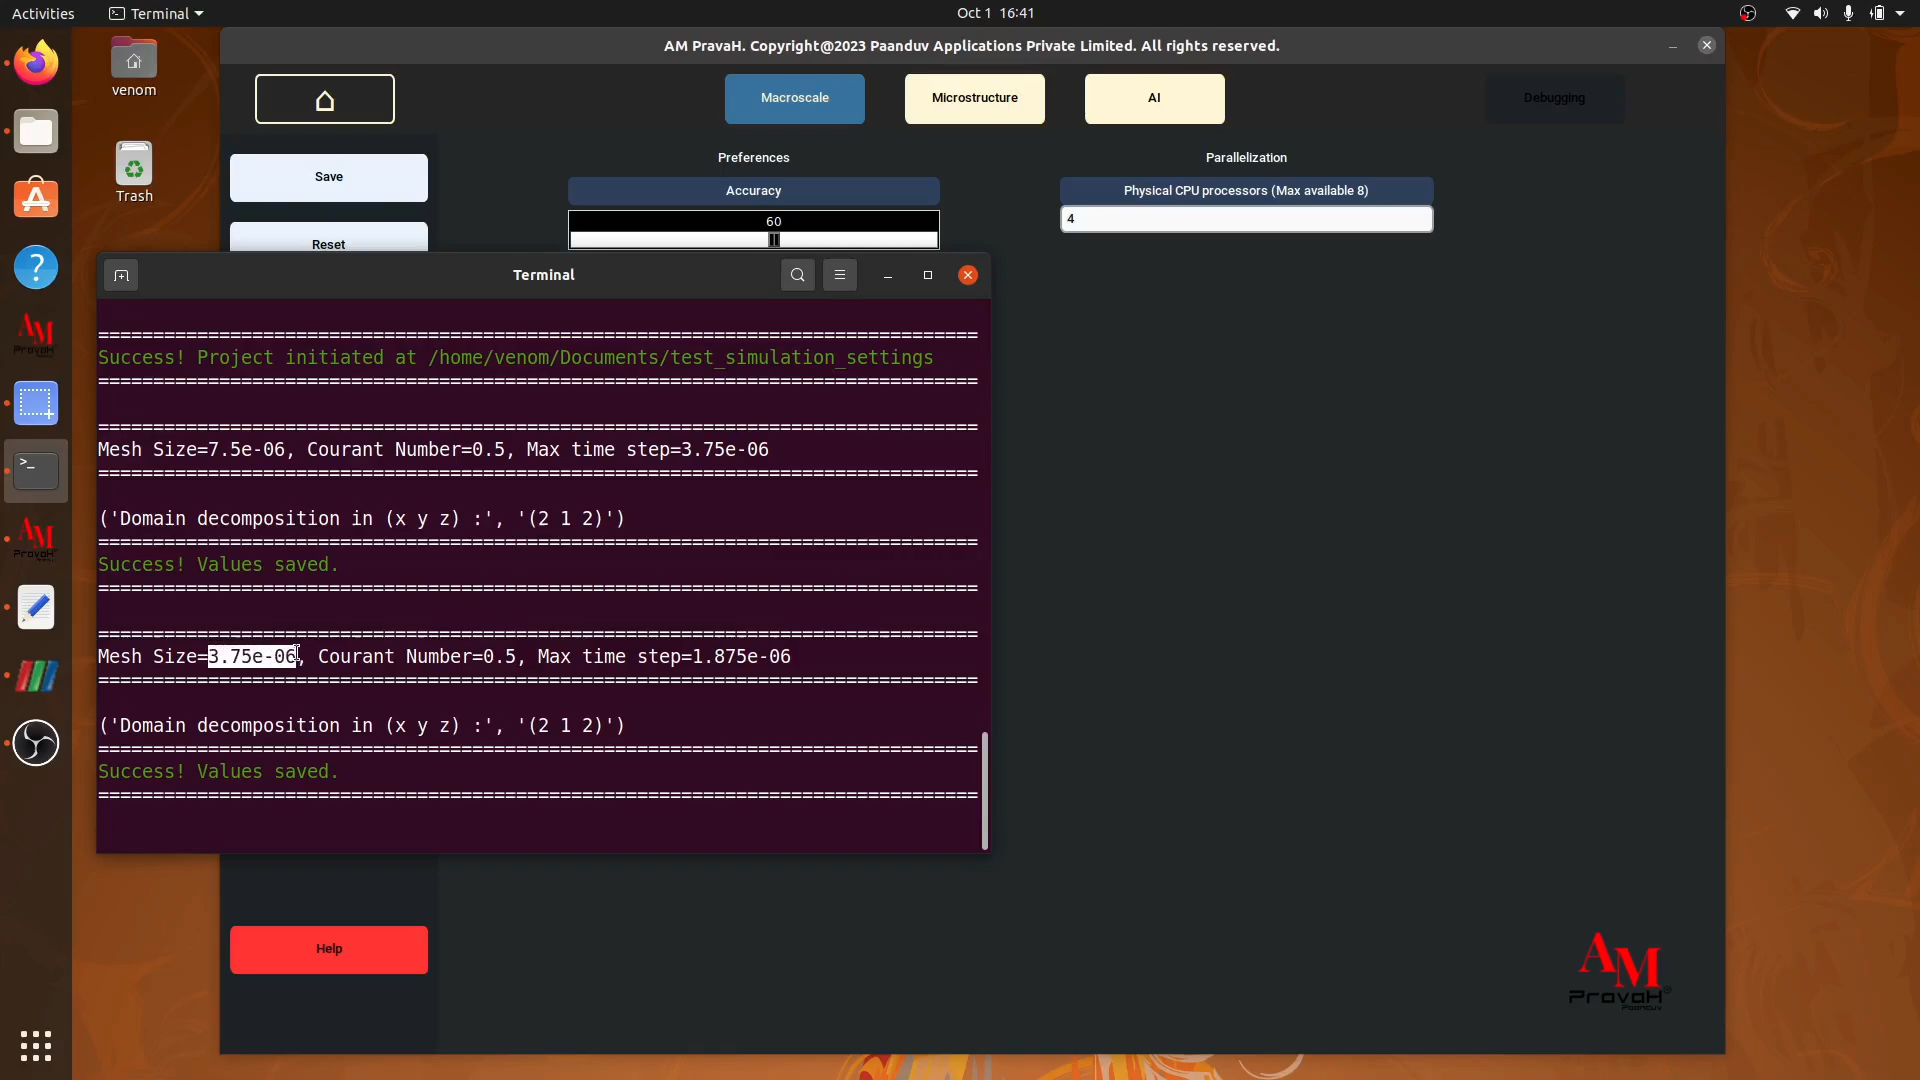 Activities
Terminal
Oct 1 16:41
venom
Trash
AM PravaH. Copyright@2023 Paanduv Applications Private Limited. All rights reserved.
Macroscale
Microstructure
AI
Debugging
Save
Reset
Preferences
Accuracy
60
Parallelization
Physical CPU processors (Max available 8)
4
Terminal
================================================================================
Success! Project initiated at /home/venom/Documents/test_simulation_settings
================================================================================
================================================================================
Mesh Size=7.5e-06, Courant Number=0.5, Max time step=3.75e-06
================================================================================
('Domain decomposition in (x y z) :', '(2 1 2)')
================================================================================
Success! Values saved.
================================================================================
================================================================================
Mesh Size=3.75e-06, Courant Number=0.5, Max time step=1.875e-06
================================================================================
('Domain decomposition in (x y z) :', '(2 1 2)')
================================================================================
Success! Values saved.
================================================================================
Help
AM
PravaH
Paanduv